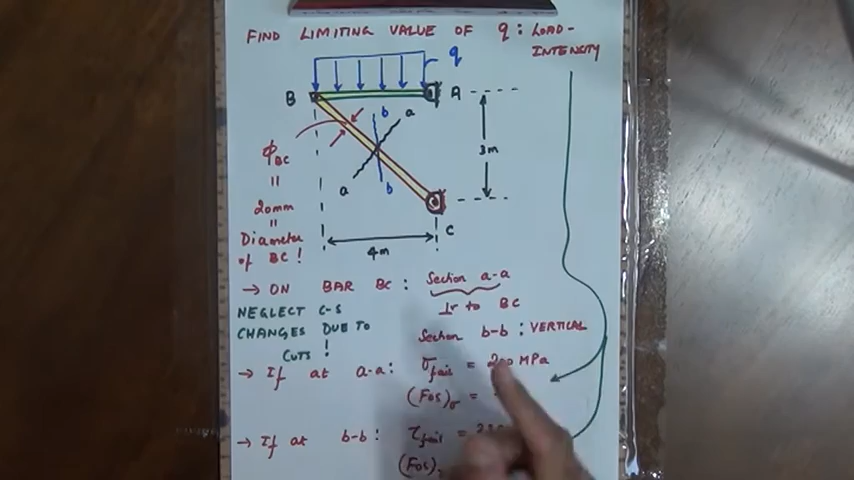 FIND LIMITING VALUE OF q : LOAD-
INTENSITY
q
B
A
b
a
ϕBC
3m
=
20mm
a
b
=
Diameter
of BC !
C
4m
→ ON BAR BC : Section a-a
⊥r to BC
NEGLECT C-S
CHANGES DUE TO
CUTS !
Section b-b : VERTICAL
→ If at a-a : σfail = 200 MPa
(FoS)σ =
→ If at b-b : τfail =
(FoS)